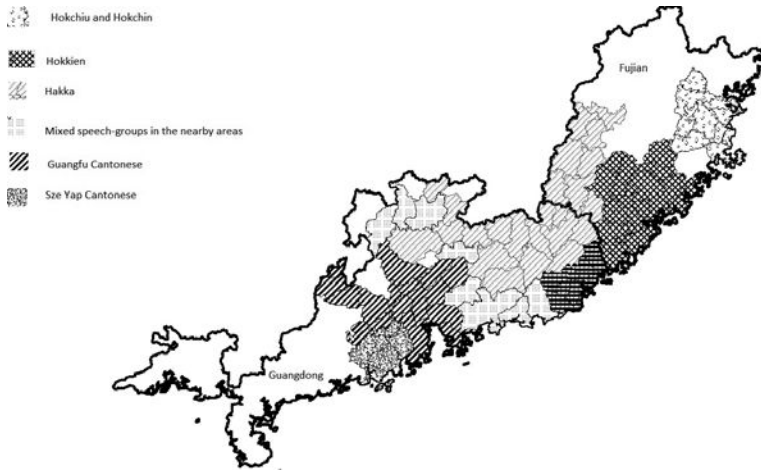 Hokchiu and Hokchin
Hokkien
Hakka
Mixed speech-groups in the nearby areas
Guangfu Cantonese
Sze Yap Cantonese
Fujian
Guangdong